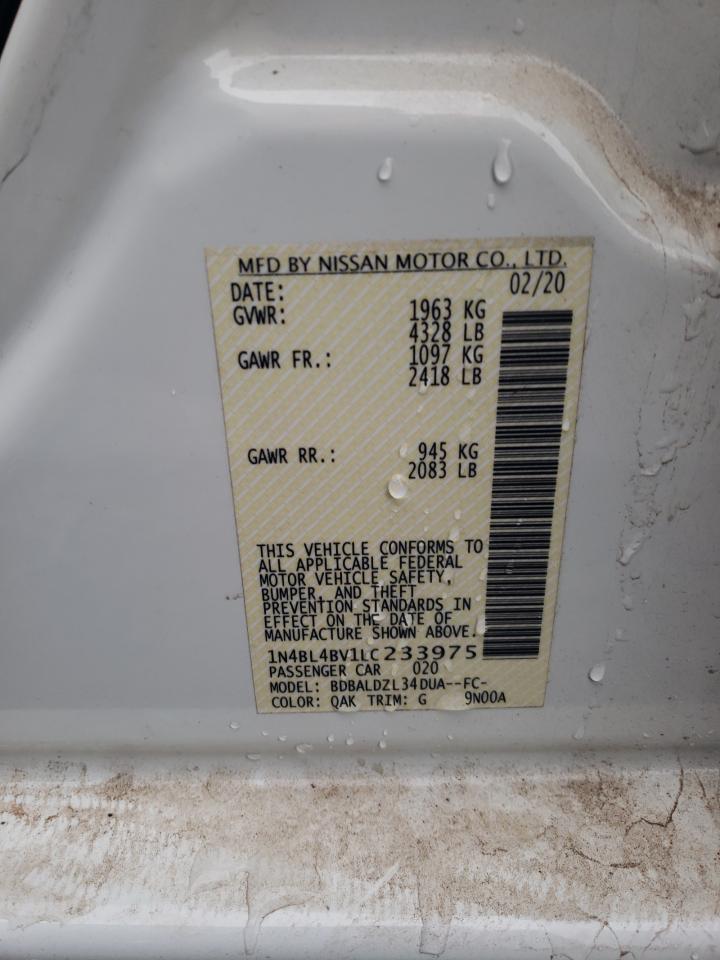 MFD BY NISSAN MOTOR CO., LTD.
DATE: 02/20
GVWR: 1963 KG
4328 LB
GAWR FR.: 1097 KG
2418 LB
GAWR RR.: 945 KG
2083 LB
THIS VEHICLE CONFORMS TO
ALL APPLICABLE FEDERAL
MOTOR VEHICLE SAFETY,
BUMPER, AND THEFT
PREVENTION STANDARDS IN
EFFECT ON THE DATE OF
MANUFACTURE SHOWN ABOVE.
1N4BL4BV1LC233975
PASSENGER CAR 020
MODEL: BDBALDZL34DUA--FC-
COLOR: QAK TRIM: G 9N00A